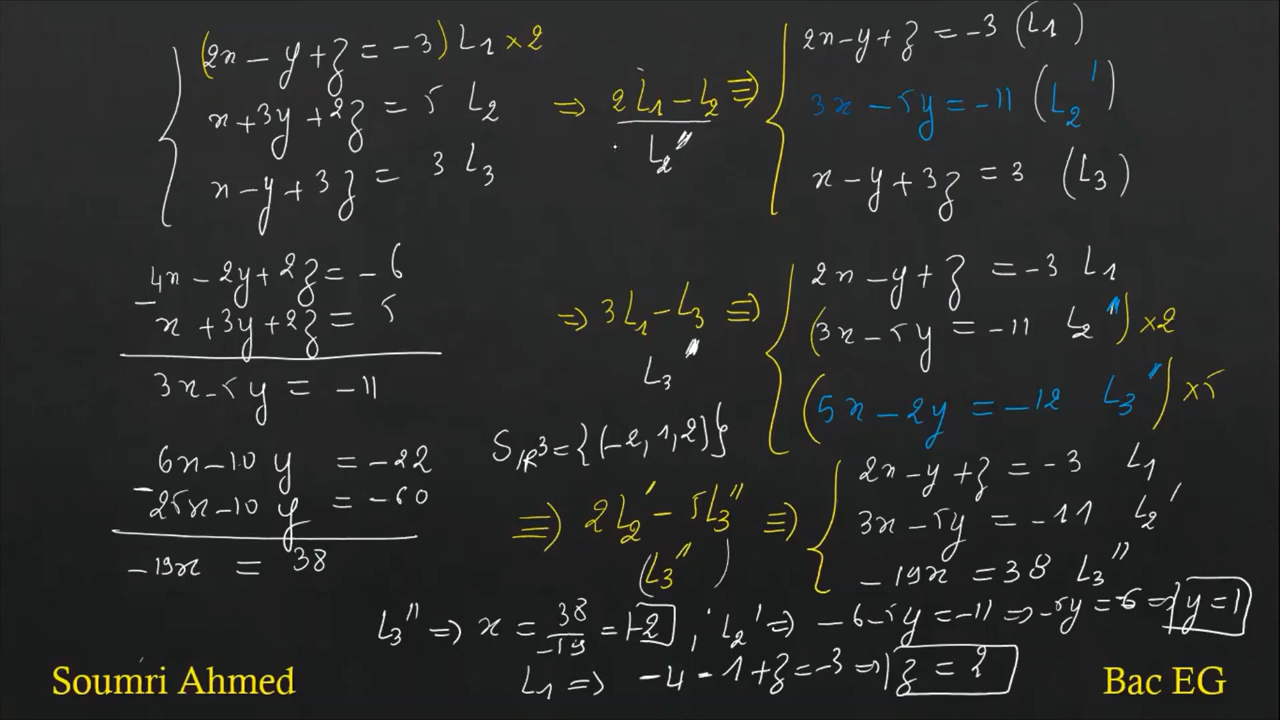 (2x - y + z = -3) L1 ×2
x + 3y + 2z = 5 L2
x - y + 3z = 3 L3
⇒ 2L1 - L2 ⇔
L2"
2x - y + z = -3 (L1)
3x - 5y = -11 (L2')
x - y + 3z = 3 (L3)
4x - 2y + 2z = -6
- x + 3y + 2z = 5
3x - 5y = -11
⇒ 3L1 - L3 ⇔
L3"
2x - y + z = -3 L1
(3x - 5y = -11 L2") ×2
(5x - 2y = -12 L3") ×5
6x - 10y = -22
- 25x - 10y = -60
-19x = 38
S_IR³ = {(-2, 1, 2)}
⇔ 2L2' - 5L3" ⇔
(L3")
2x - y + z = -3 L1
3x - 5y = -11 L2'
-19x = 38 L3"
L3" ⇒ x = 38/-19 = -2, L2' ⇒ -6 - 5y = -11 ⇒ -5y = -6 ⇒ y = 1
L1 ⇒ -4 - 1 + z = -3 ⇒ z = 2
Soumri Ahmed
Bac EG